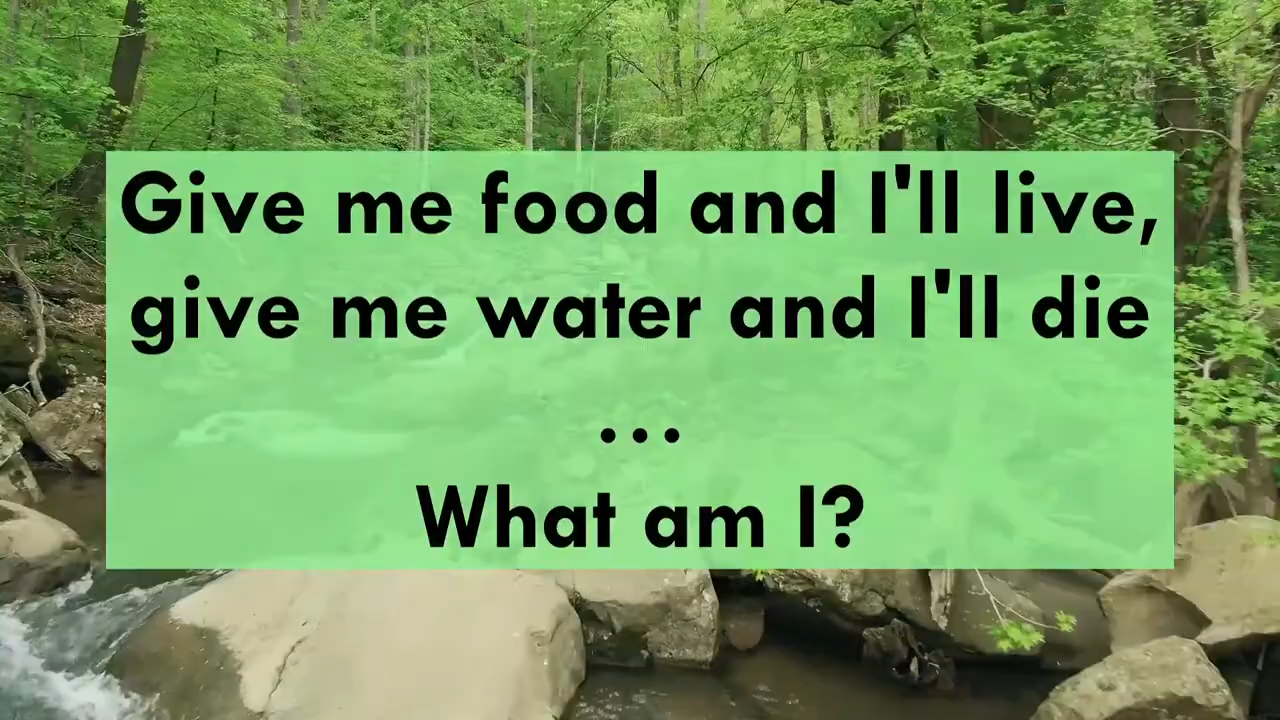 Give me food and I'll live,
give me water and I'll die
...
What am I?